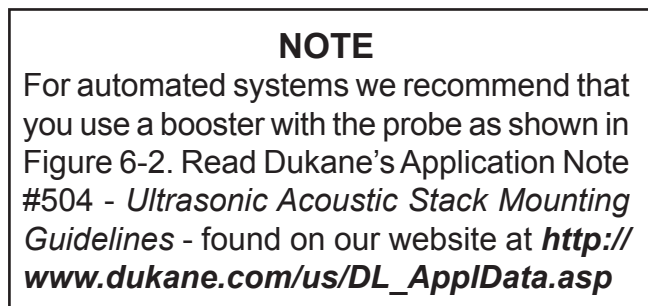 NOTE
For automated systems we recommend that
you use a booster with the probe as shown in
Figure 6-2. Read Dukane's Application Note
#504 - Ultrasonic Acoustic Stack Mounting
Guidelines - found on our website at http://
www.dukane.com/us/DL_ApplData.asp